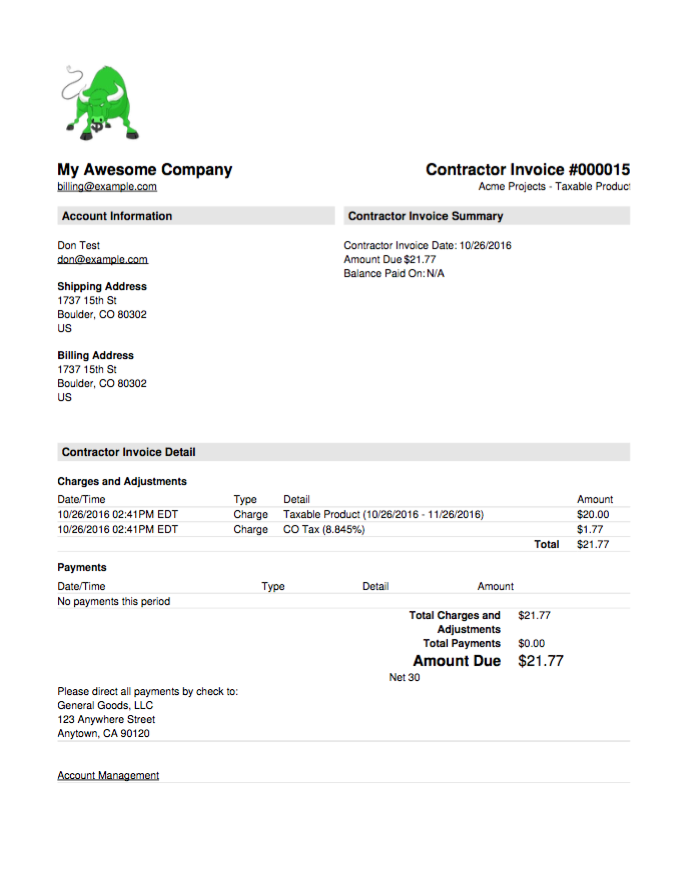 My Awesome Company
billing@example.com
Contractor Invoice #000015
Acme Projects - Taxable Product
Account Information
Don Test
don@example.com
Shipping Address
1737 15th St
Boulder, CO 80302
US
Billing Address
1737 15th St
Boulder, CO 80302
US
Contractor Invoice Summary
Contractor Invoice Date: 10/26/2016
Amount Due $21.77
Balance Paid On: N/A
Contractor Invoice Detail
Charges and Adjustments
Date/Time Type Detail Amount
10/26/2016 02:41PM EDT Charge Taxable Product (10/26/2016 - 11/26/2016) $20.00
10/26/2016 02:41PM EDT Charge CO Tax (8.845%) $1.77
Total $21.77
Payments
Date/Time Type Detail Amount
No payments this period
Total Charges and $21.77
Adjustments
Total Payments $0.00
Amount Due $21.77
Net 30
Please direct all payments by check to:
General Goods, LLC
123 Anywhere Street
Anytown, CA 90120
Account Management